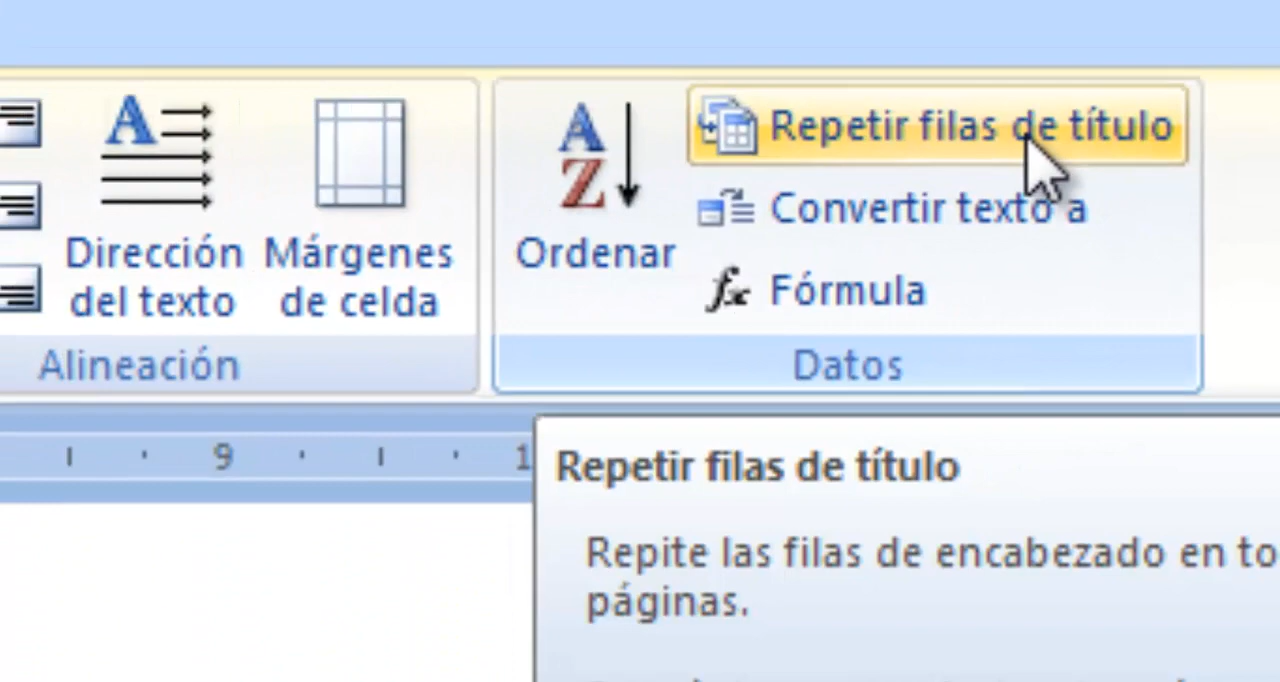 Dirección
del texto
Márgenes
de celda
Alineación
Ordenar
Repetir filas de título
Convertir texto a
fx Fórmula
Datos
9
Repetir filas de título
Repite las filas de encabezado en
páginas.